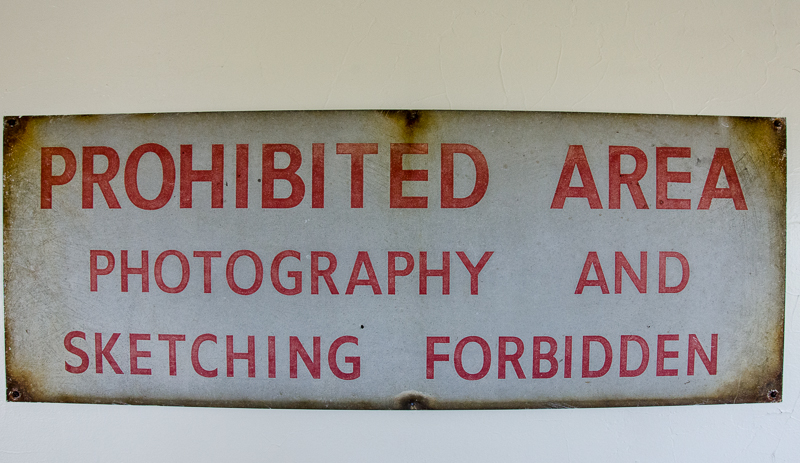 PROHIBITED AREA
PHOTOGRAPHY AND
SKETCHING FORBIDDEN